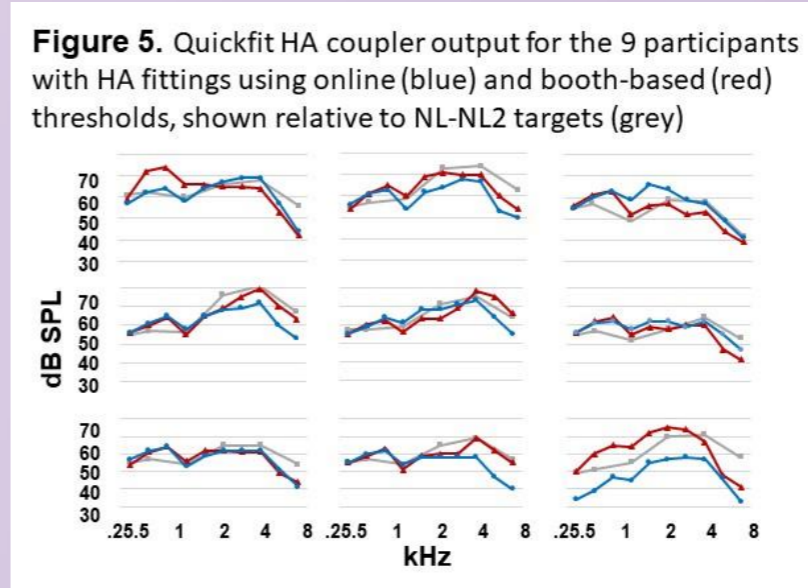 Figure 5. Quickfit HA coupler output for the 9 participants
with HA fittings using online (blue) and booth-based (red)
thresholds, shown relative to NL-NL2 targets (grey)
70
60
50
40
30
dB SPL
70
60
50
40
30
70
60
50
40
30
.25.5 1 2 4 8 .25.5 1 2 4 8 .25.5 1 2 4 8
kHz